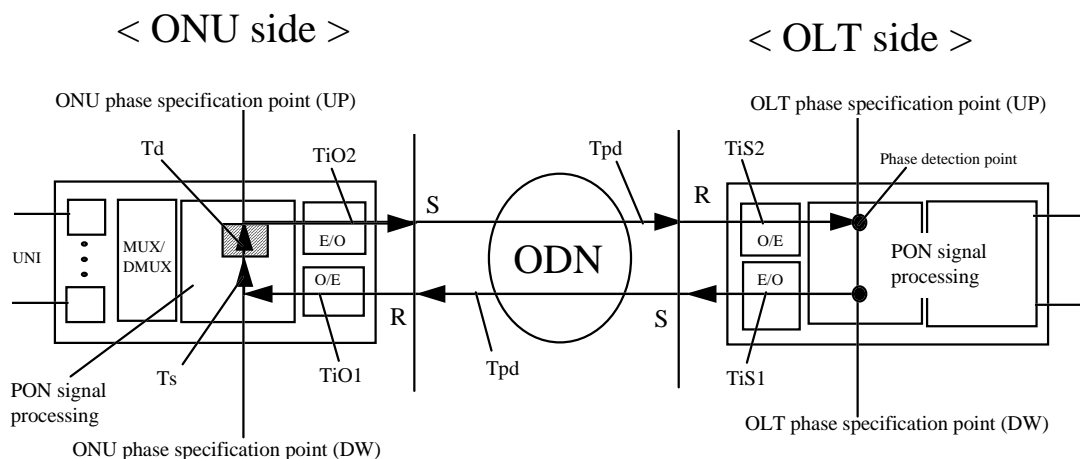 < ONU side >
< OLT side >
ONU phase specification point (UP)
OLT phase specification point (UP)
Td
TiO2
Tpd
TiS2
Phase detection point
S
R
UNI
MUX/
DMUX
E/O
O/E
ODN
O/E
E/O
PON signal
processing
R
S
PON signal
processing
Ts
TiO1
Tpd
TiS1
ONU phase specification point (DW)
OLT phase specification point (DW)